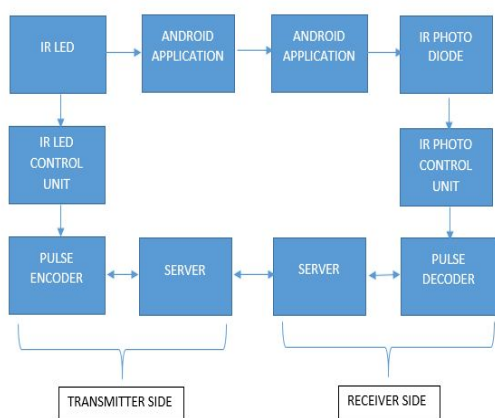 IR LED
ANDROID
APPLICATION
ANDROID
APPLICATION
IR PHOTO
DIODE
IR LED
CONTROL
UNIT
IR PHOTO
CONTROL
UNIT
PULSE
ENCODER
SERVER
SERVER
PULSE
DECODER
TRANSMITTER SIDE
RECEIVER SIDE